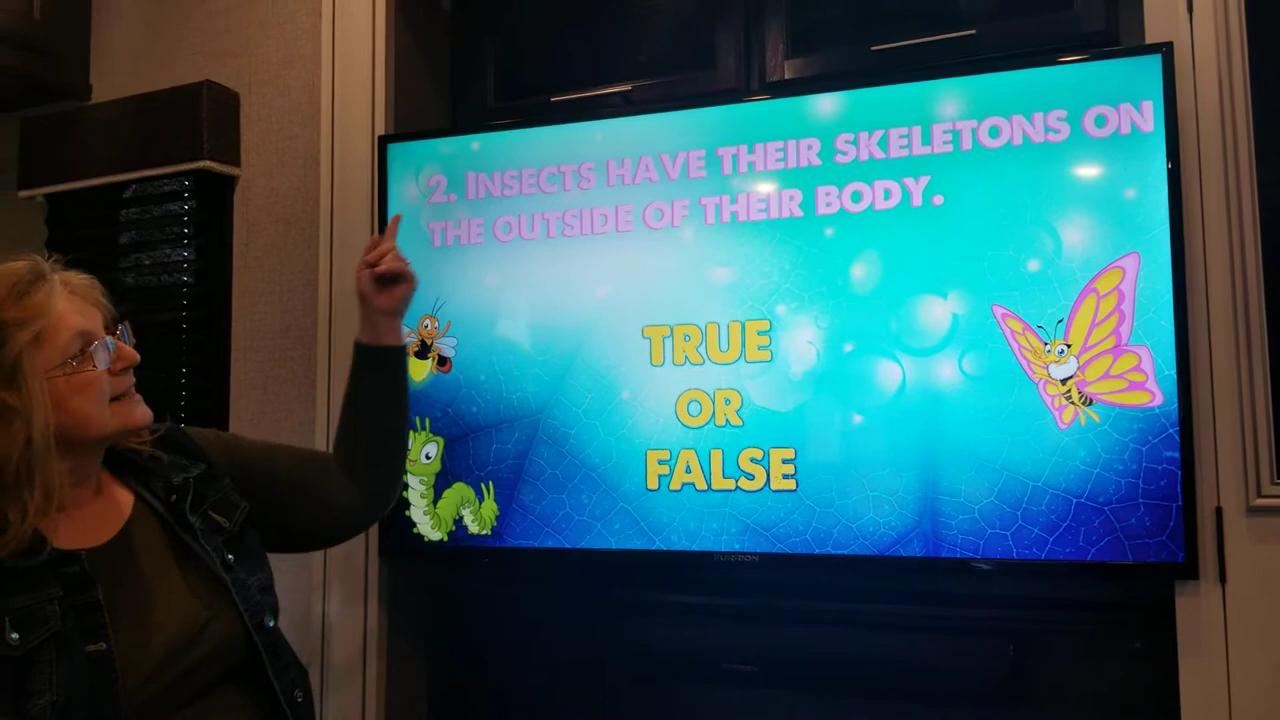 2. INSECTS HAVE THEIR SKELETONS ON
THE OUTSIDE OF THEIR BODY.
TRUE
OR
FALSE